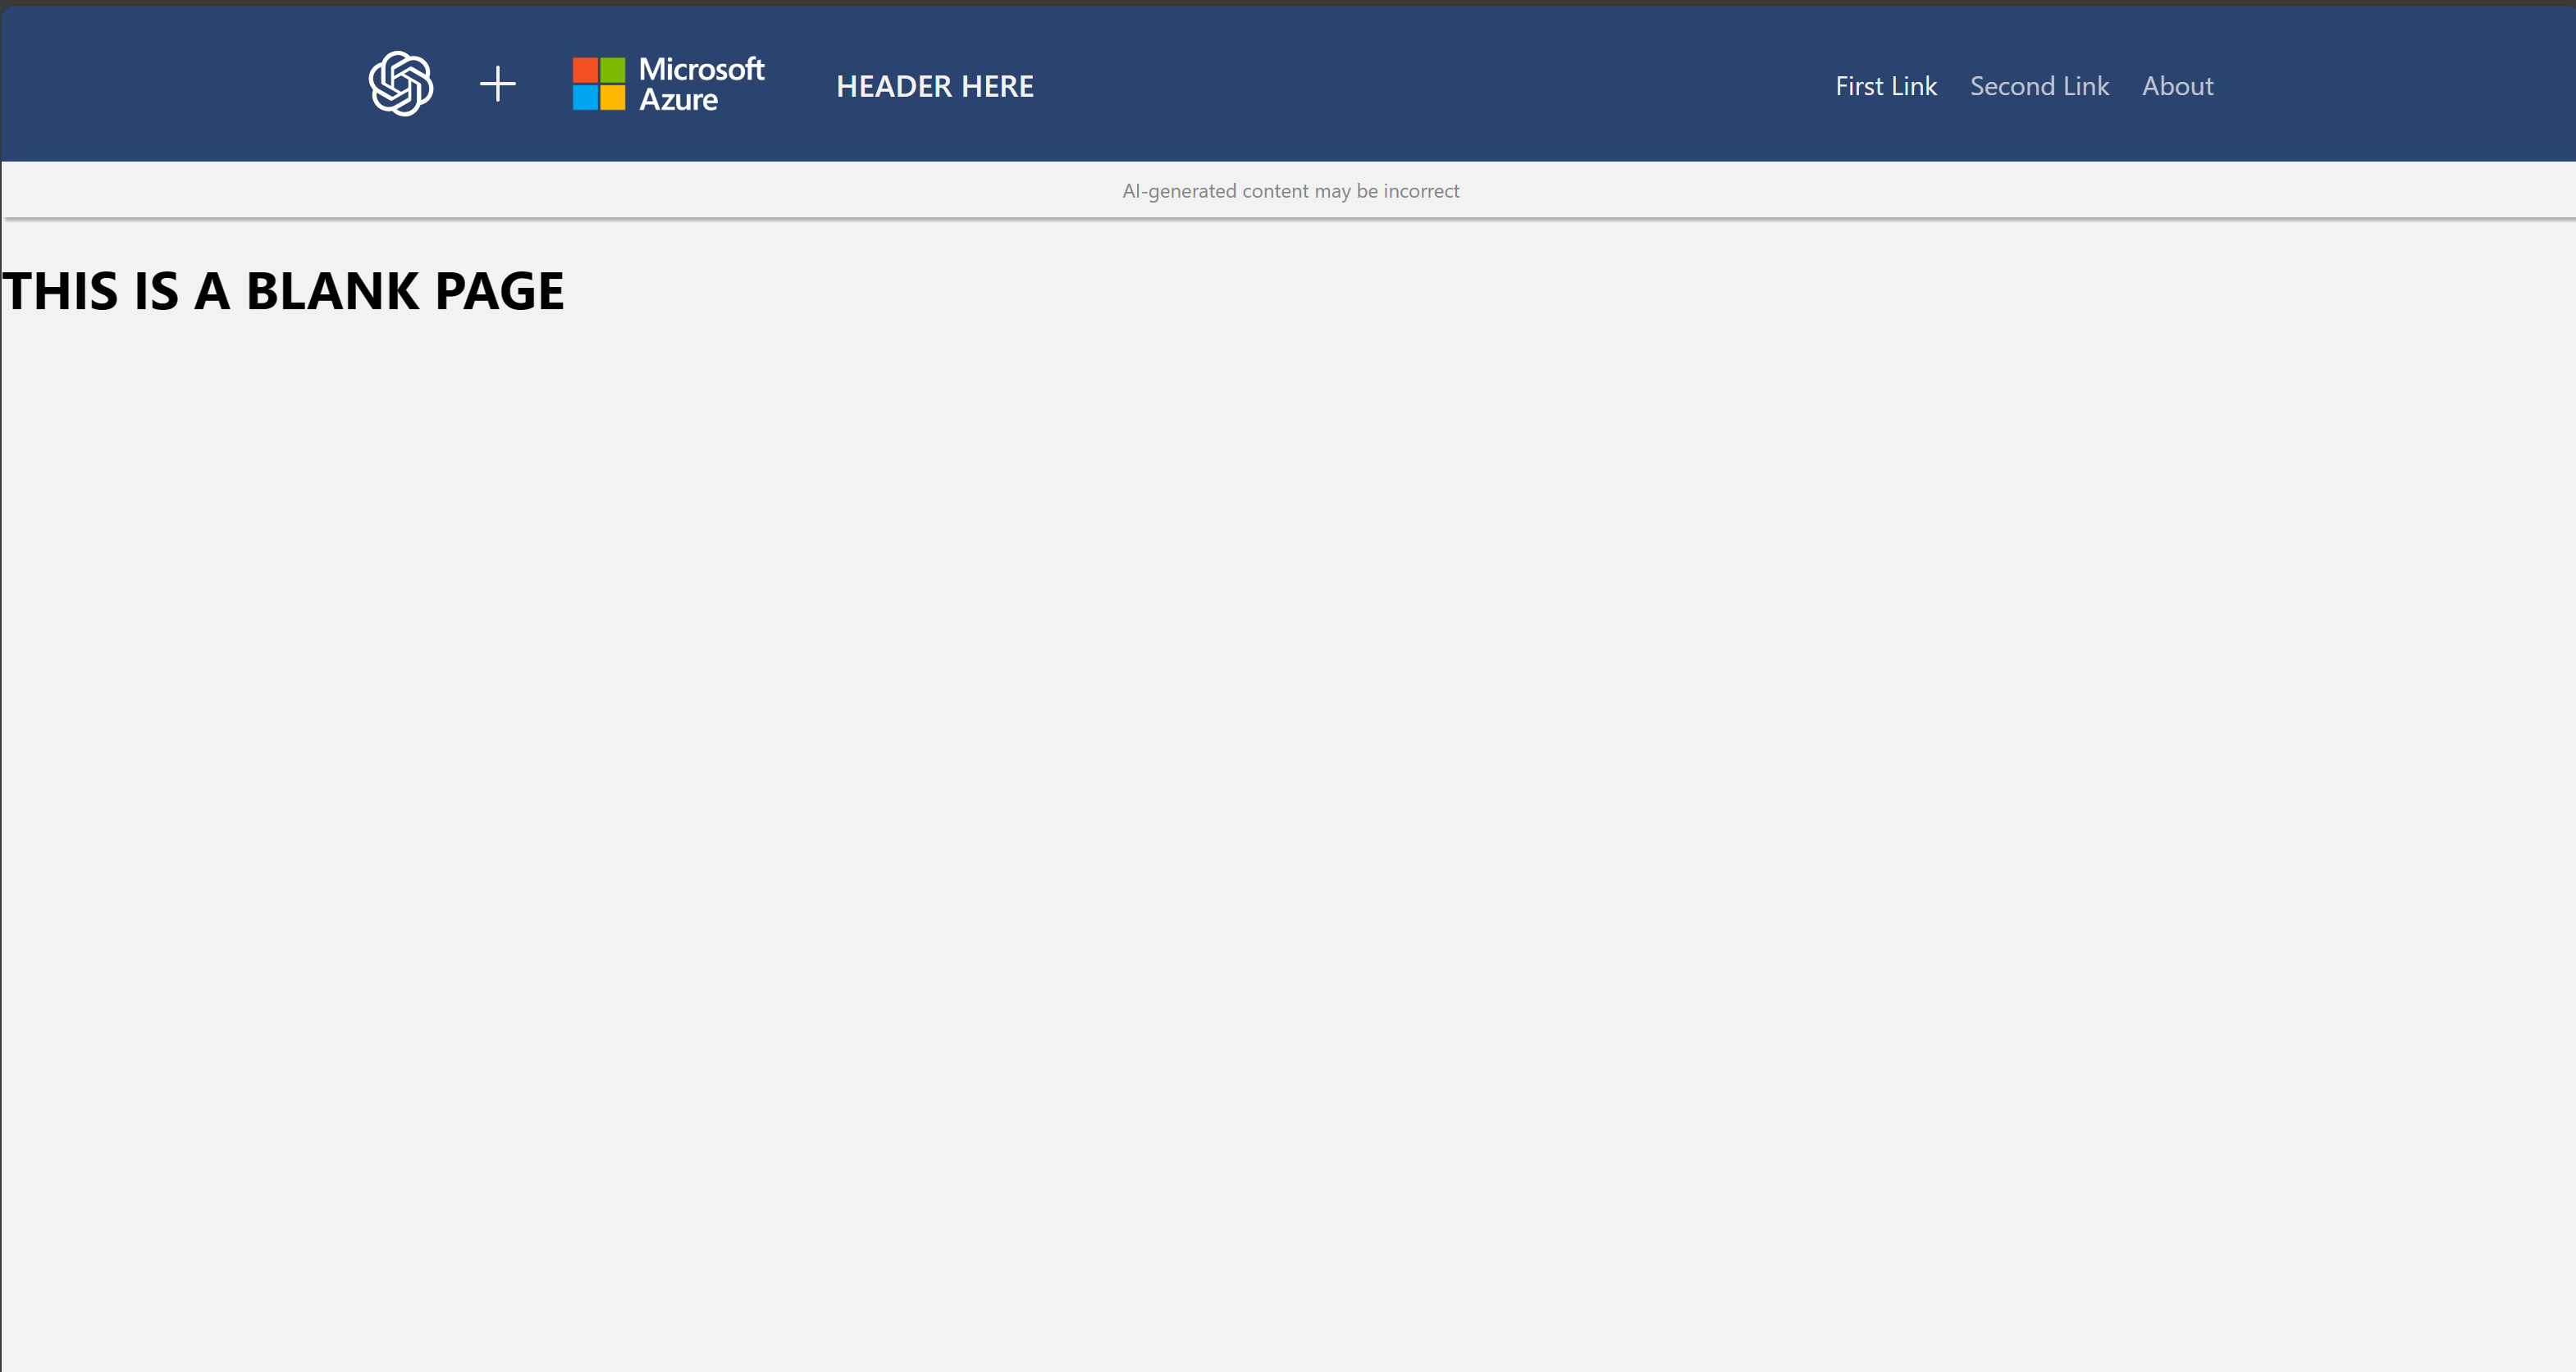 Microsoft
Azure
HEADER HERE
First Link
Second Link
About
AI-generated content may be incorrect
THIS IS A BLANK PAGE